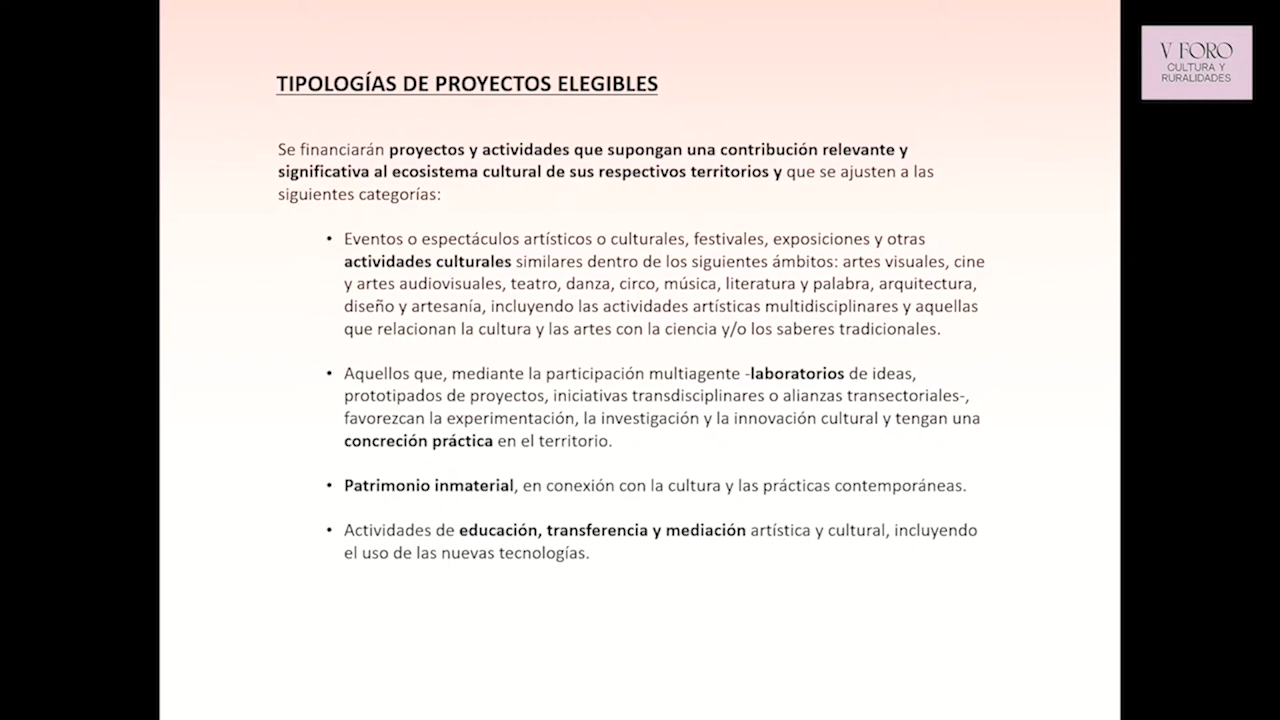 TIPOLOGÍAS DE PROYECTOS ELEGIBLES
V FORO
CULTURA Y
RURALIDADES
Se financiarán proyectos y actividades que supongan una contribución relevante y
significativa al ecosistema cultural de sus respectivos territorios y que se ajusten a las
siguientes categorías:
• Eventos o espectáculos artísticos o culturales, festivales, exposiciones y otras
actividades culturales similares dentro de los siguientes ámbitos: artes visuales, cine
y artes audiovisuales, teatro, danza, circo, música, literatura y palabra, arquitectura,
diseño y artesanía, incluyendo las actividades artísticas multidisciplinares y aquellas
que relacionan la cultura y las artes con la ciencia y/o los saberes tradicionales.
• Aquellos que, mediante la participación multiagente -laboratorios de ideas,
prototipados de proyectos, iniciativas transdisciplinares o alianzas transectoriales-,
favorezcan la experimentación, la investigación y la innovación cultural y tengan una
concreción práctica en el territorio.
• Patrimonio inmaterial, en conexión con la cultura y las prácticas contemporáneas.
• Actividades de educación, transferencia y mediación artística y cultural, incluyendo
el uso de las nuevas tecnologías.